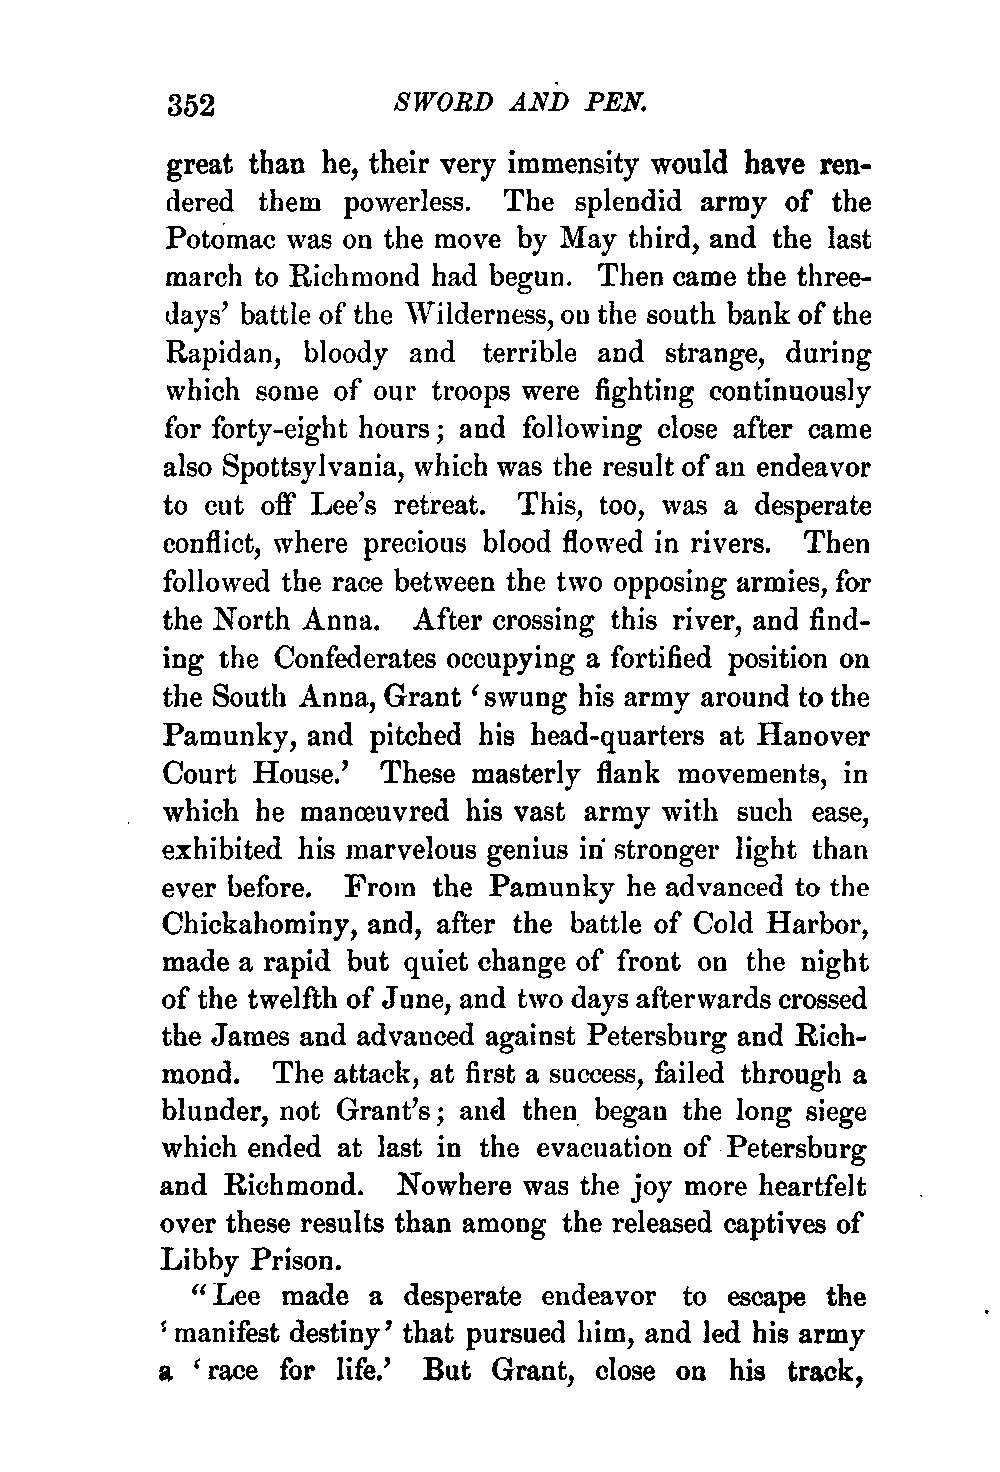 352 SWORD AND PEN.
great than he, their very immensity would have ren-
dered them powerless. The splendid army of the
Potomac was on the move by May third, and the last
march to Richmond had begun. Then came the three-
days’ battle of the Wilderness, on the south bank of the
Rapidan, bloody and terrible and strange, during
which some of our troops were fighting continuously
for forty-eight hours; and following close after came
also Spottsylvania, which was the result of an endeavor
to cut off Lee’s retreat. This, too, was a desperate
conflict, where precious blood flowed in rivers. Then
followed the race between the two opposing armies, for
the North Anna. After crossing this river, and find-
ing the Confederates occupying a fortified position on
the South Anna, Grant ‘swung his army around to the
Pamunky, and pitched his head-quarters at Hanover
Court House.’ These masterly flank movements, in
which he manœuvred his vast army with such ease,
exhibited his marvelous genius in stronger light than
ever before. From the Pamunky he advanced to the
Chickahominy, and, after the battle of Cold Harbor,
made a rapid but quiet change of front on the night
of the twelfth of June, and two days afterwards crossed
the James and advanced against Petersburg and Rich-
mond. The attack, at first a success, failed through a
blunder, not Grant’s; and then began the long siege
which ended at last in the evacuation of Petersburg
and Richmond. Nowhere was the joy more heartfelt
over these results than among the released captives of
Libby Prison.
“Lee made a desperate endeavor to escape the
‘manifest destiny’ that pursued him, and led his army
a ‘race for life.’ But Grant, close on his track,